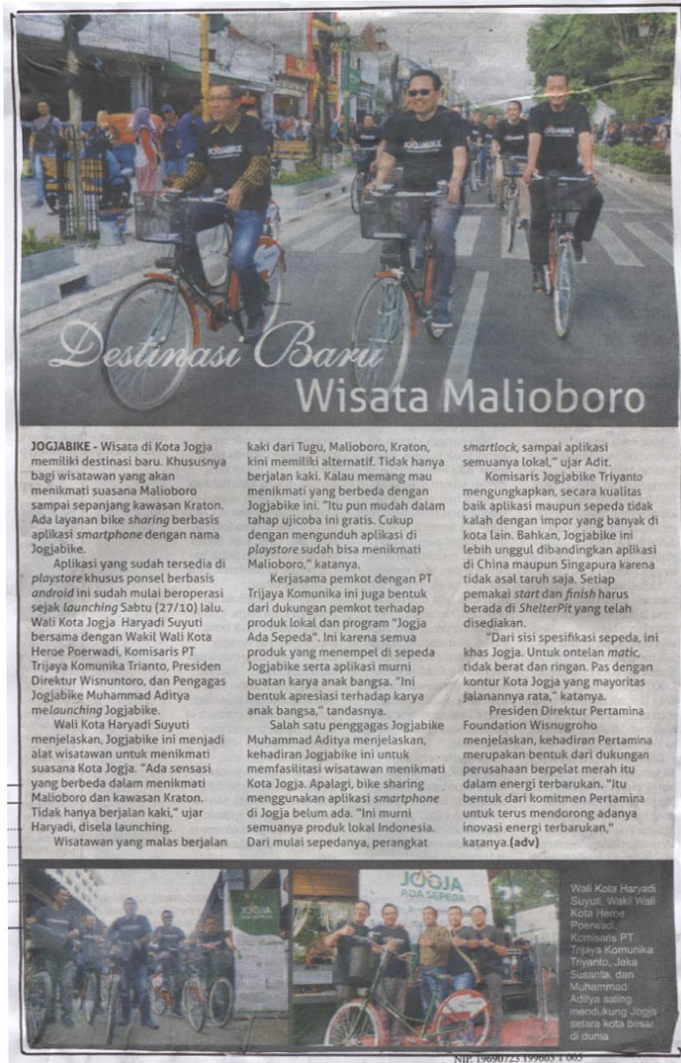 JOGJABIKE
JOGJABIKE
JOGJABIKE
Destinasi Baru
Wisata Malioboro
JOGJABIKE - Wisata di Kota Jogja
memiliki destinasi baru. Khususnya
bagi wisatawan yang akan
menikmati suasana Malioboro
sampai sepanjang kawasan Kraton.
Ada layanan bike sharing berbasis
aplikasi smartphone dengan nama
Jogjabike.
Aplikasi yang sudah tersedia di
playstore khusus ponsel berbasis
android ini sudah mulai beroperasi
sejak launching Sabtu (27/10) lalu.
Wali Kota Jogja Haryadi Suyuti
bersama dengan Wakil Wali Kota
Heroe Poerwadi, Komisaris PT
Trijaya Komunika Trianto, Presiden
Direktur Wisnuntoro, dan Pengagas
Jogjabike Muhammad Aditya
melaunching Jogjabike.
Wali Kota Haryadi Suyuti
menjelaskan, Jogjabike ini menjadi
alat wisatawan untuk menikmati
suasana Kota Jogja. "Ada sensasi
yang berbeda dalam menikmati
Malioboro dan kawasan Kraton.
Tidak hanya berjalan kaki," ujar
Haryadi, disela launching.
Wisatawan yang malas berjalan
kaki dari Tugu, Malioboro, Kraton,
kini memiliki alternatif. Tidak hanya
berjalan kaki. Kalau memang mau
menikmati yang berbeda dengan
Jogjabike ini. "Itu pun mudah dalam
tahap ujicoba ini gratis. Cukup
dengan mengunduh aplikasi di
playstore sudah bisa menikmati
Malioboro," katanya.
Kerjasama pemkot dengan PT
Trijaya Komunika ini juga bentuk
dari dukungan pemkot terhadap
produk lokal dan program "Jogja
Ada Sepeda". Ini karena semua
produk yang menempel di sepeda
Jogjabike serta aplikasi murni
buatan karya anak bangsa. "Ini
bentuk apresiasi terhadap karya
anak bangsa," tandasnya.
Salah satu penggagas Jogjabike
Muhammad Aditya menjelaskan,
kehadiran Jogjabike ini untuk
memfasilitasi wisatawan menikmati
Kota Jogja. Apalagi, bike sharing
menggunakan aplikasi smartphone
di Jogja belum ada. "Ini murni
semuanya produk lokal Indonesia.
Dari mulai sepedanya, perangkat
smartlock, sampai aplikasi
semuanya lokal," ujar Adit.
Komisaris Jogjabike Triyanto
mengungkapkan, secara kualitas
baik aplikasi maupun sepeda tidak
kalah dengan impor yang banyak di
kota lain. Bahkan, Jogjabike ini
lebih unggul dibandingkan aplikasi
di China maupun Singapura karena
tidak asal taruh saja. Setiap
pemakai start dan finish harus
berada di ShelterPit yang telah
disediakan.
"Dari sisi spesifikasi sepeda, ini
khas Jogja. Untuk ontelan matic,
tidak berat dan ringan. Pas dengan
kontur Kota Jogja yang mayoritas
jalanannya rata," katanya.
Presiden Direktur Pertamina
Foundation Wisnugroho
menjelaskan, kehadiran Pertamina
merupakan bentuk dari dukungan
perusahaan berpelat merah itu
dalam energi terbarukan. "Itu
bentuk dari komitmen Pertamina
untuk terus mendorong adanya
inovasi energi terbarukan,"
katanya.(adv)
JOGJA
ADA SEPEDA
Wali Kota Haryadi
Suyuti. Wakil Wali
Kota Heroe
Poerwadi,
Komisaris PT
Trijaya Komunika
Triyanto, Jaka
Susanta, dan
Muhammad
Aditya saling
mendukung Jogja
setara kota besar
di dunia
NIP. 19690723 199603 1 005